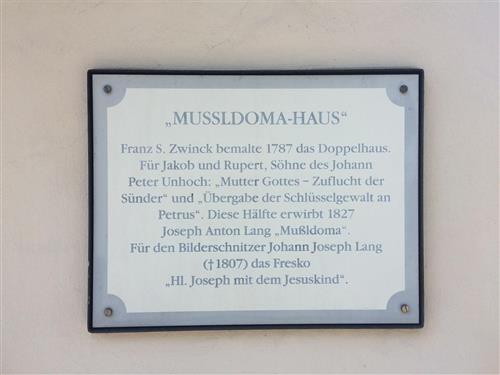 „MUSSLDOMA-HAUS“
Franz S. Zwinck bemalte 1787 das Doppelhaus.
Für Jakob und Rupert, Söhne des Johann
Peter Unhoch: „Mutter Gottes – Zuflucht der
Sünder“ und „Übergabe der Schlüsselgewalt an
Petrus“. Diese Hälfte erwirbt 1827
Joseph Anton Lang „Mußldoma“.
Für den Bilderschnitzer Johann Joseph Lang
(†1807) das Fresko
„Hl. Joseph mit dem Jesuskind“.